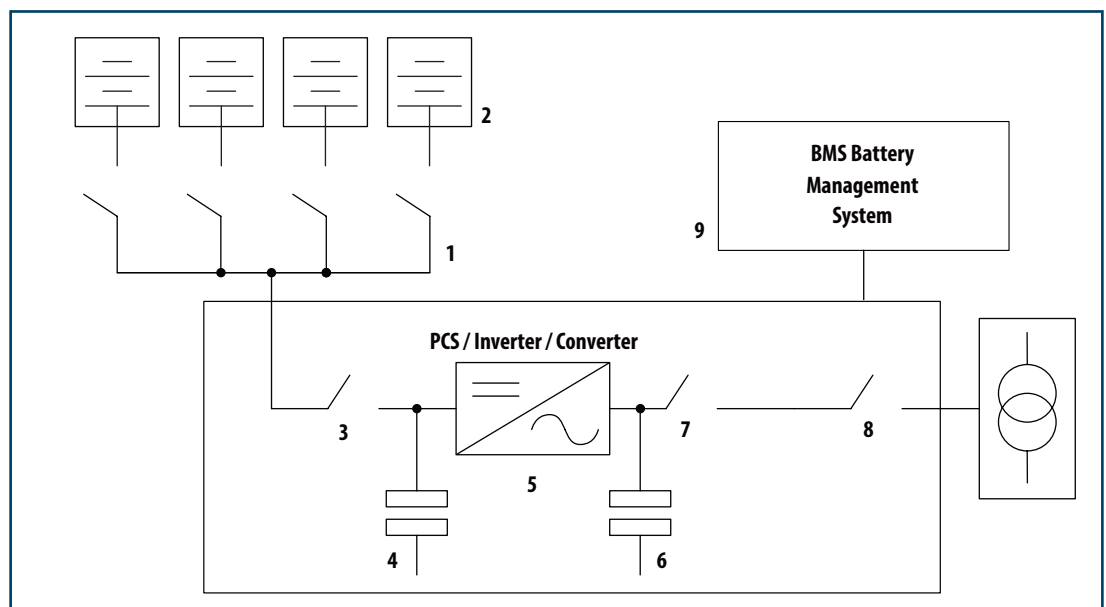 2
BMS Battery
Management
System
9
1
PCS / Inverter / Converter
3
7
8
5
4
6